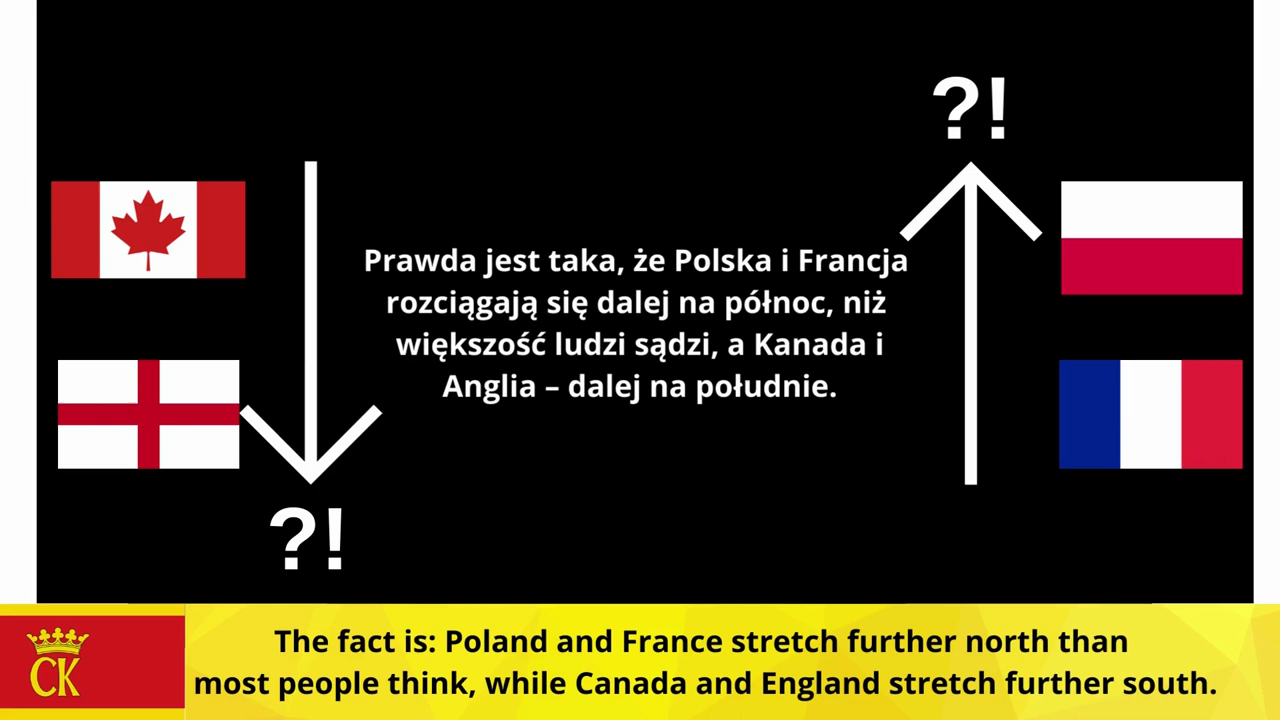 ?!
Prawda jest taka, że Polska i Francja
rozciągają się dalej na północ, niż
większość ludzi sądzi, a Kanada i
Anglia – dalej na południe.
?!
The fact is: Poland and France stretch further north than
most people think, while Canada and England stretch further south.
CK